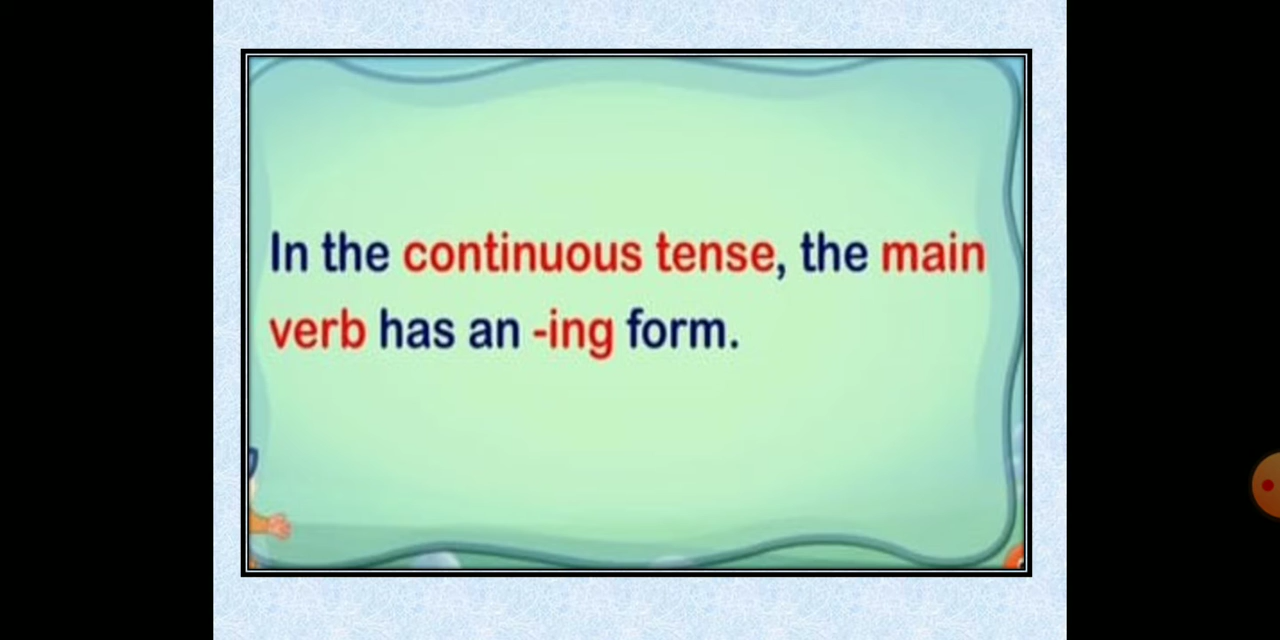 In the continuous tense, the main
verb has an -ing form.